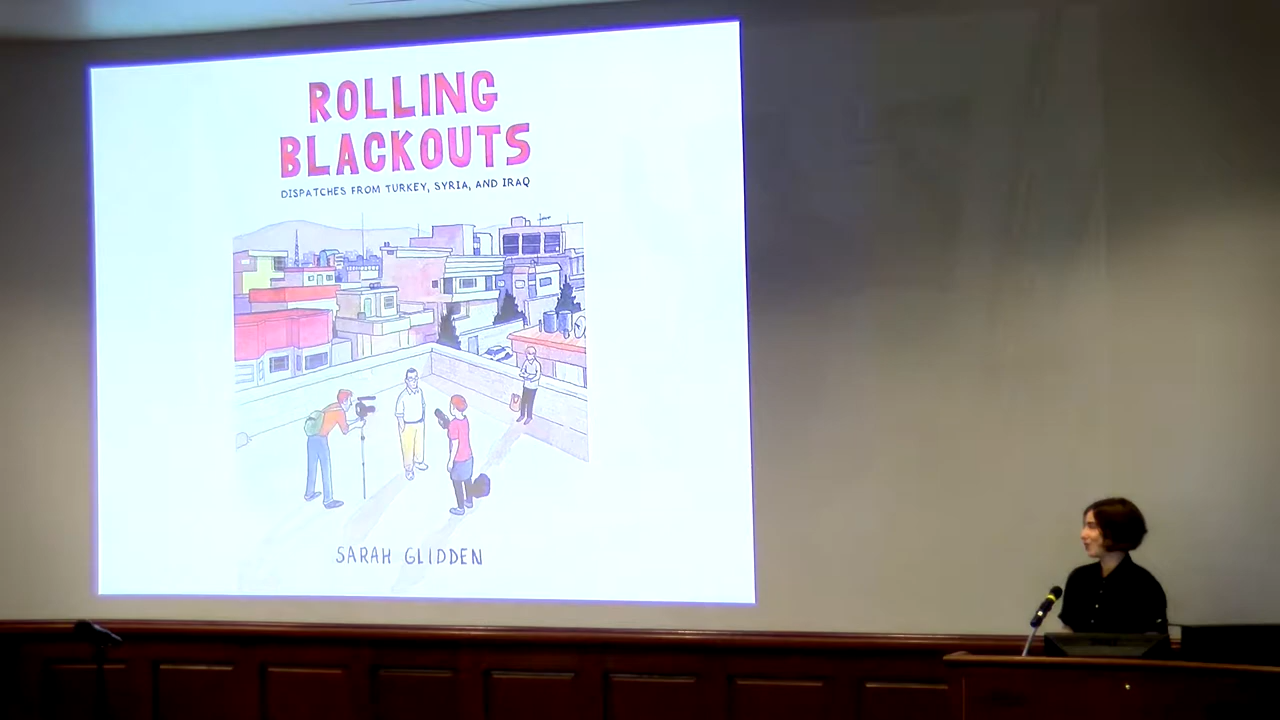 ROLLING
BLACKOUTS
DISPATCHES FROM TURKEY, SYRIA, AND IRAQ
SARAH GLIDDEN